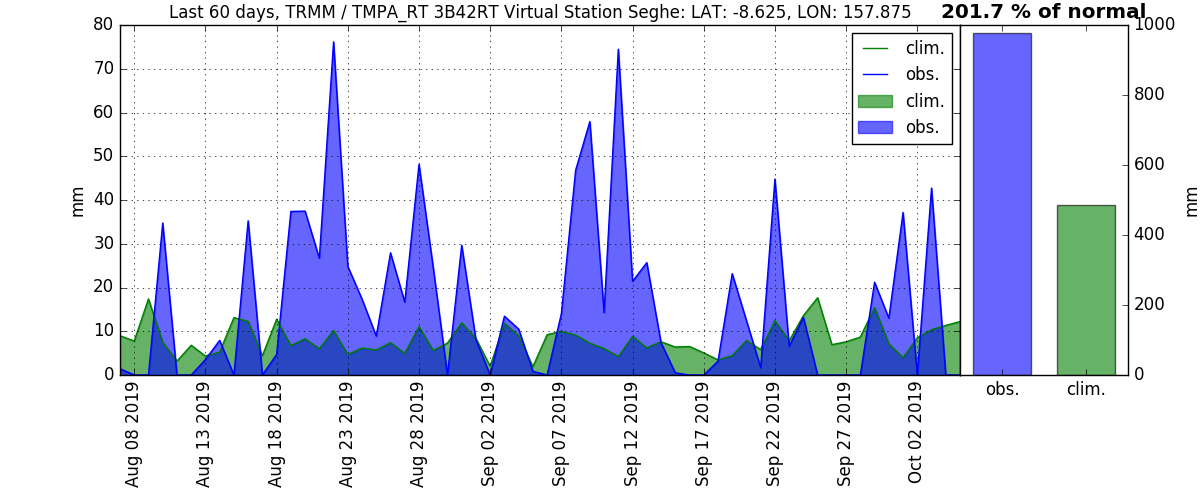 Last 60 days, TRMM / TMPA_RT 3B42RT Virtual Station Seghe: LAT: -8.625, LON: 157.875
201.7 % of normal
80
70
60
50
40
30
20
10
0
mm
clim.
obs.
clim.
obs.
Aug 08 2019
Aug 13 2019
Aug 18 2019
Aug 23 2019
Aug 28 2019
Sep 02 2019
Sep 07 2019
Sep 12 2019
Sep 17 2019
Sep 22 2019
Sep 27 2019
Oct 02 2019
1000
800
600
400
200
0
mm
obs.
clim.